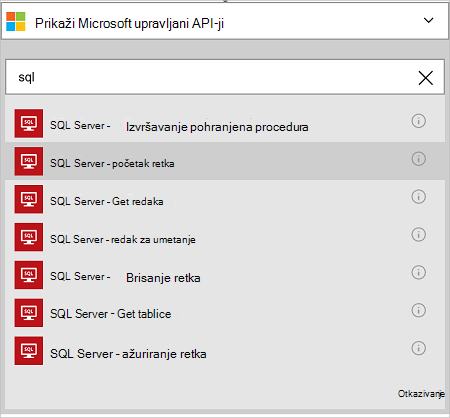 Prikaži Microsoft upravljani API-ji
sql
SQL Server - Izvršavanje pohranjena procedura
SQL Server - početak retka
SQL Server - Get redaka
SQL Server - redak za umetanje
SQL Server - Brisanje retka
SQL Server - Get tablice
SQL Server - ažuriranje retka
Otkazivanje